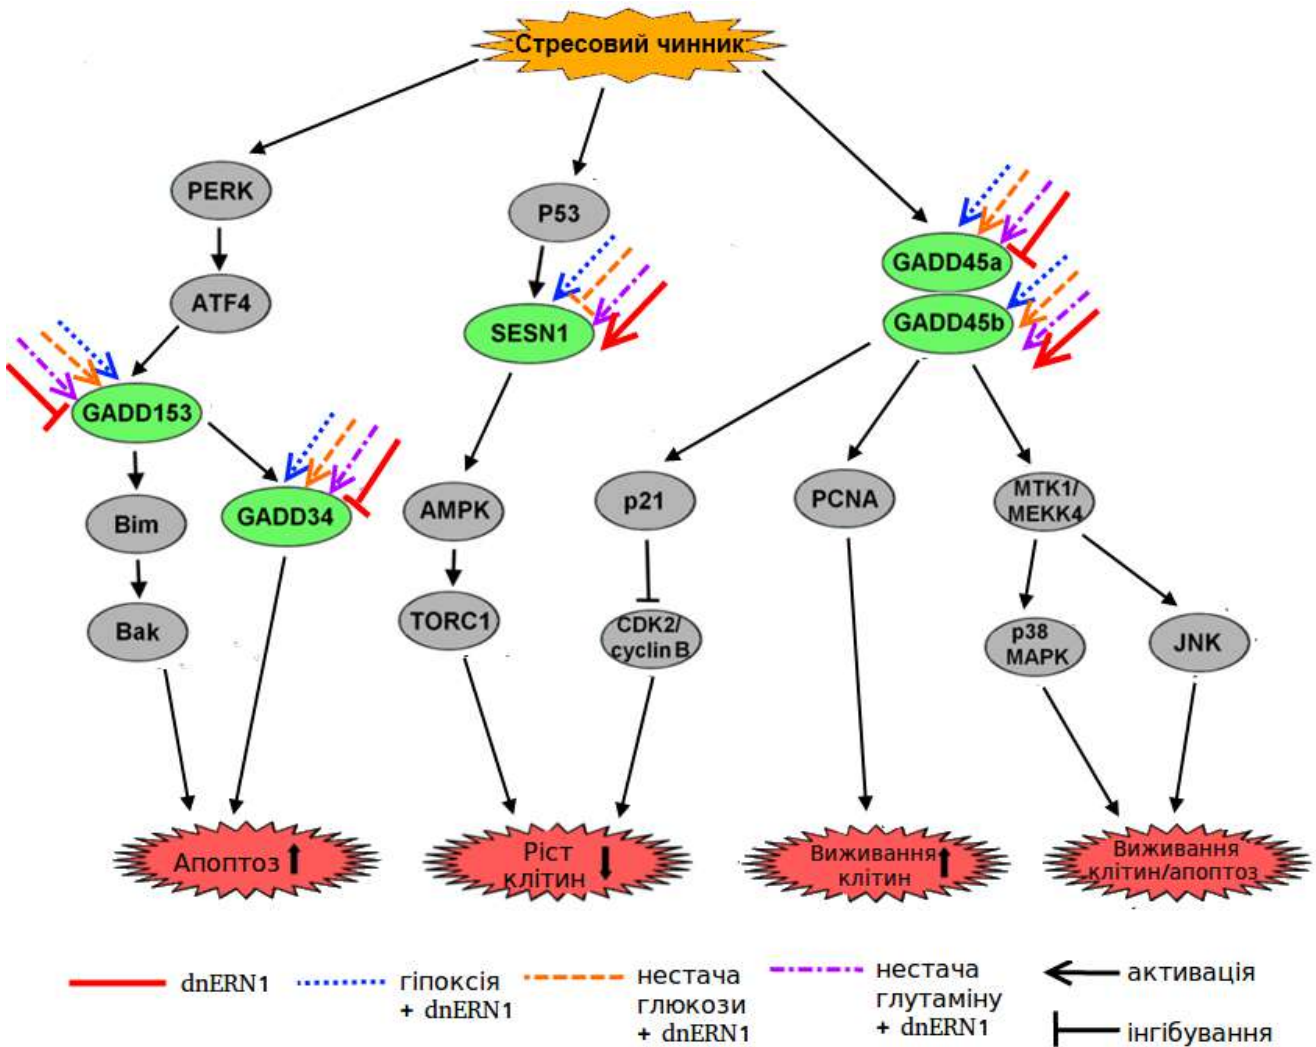 Стресовий чинник
PERK
P53
GADD45a
ATF4
GADD45b
SESN1
GADD153
GADD34
Bim
AMPK
p21
PCNA
MTK1/
MEKK4
Bak
TORC1
CDK2/
cyclin B
p38
MAPK
JNK
Апоптоз
Ріст
клітин
Виживання
клітин
Виживання
клітин/апоптоз
dnERN1
гіпоксія
+ dnERN1
нестача
глюкози
+ dnERN1
нестача
глутаміну
+ dnERN1
активація
інгібування